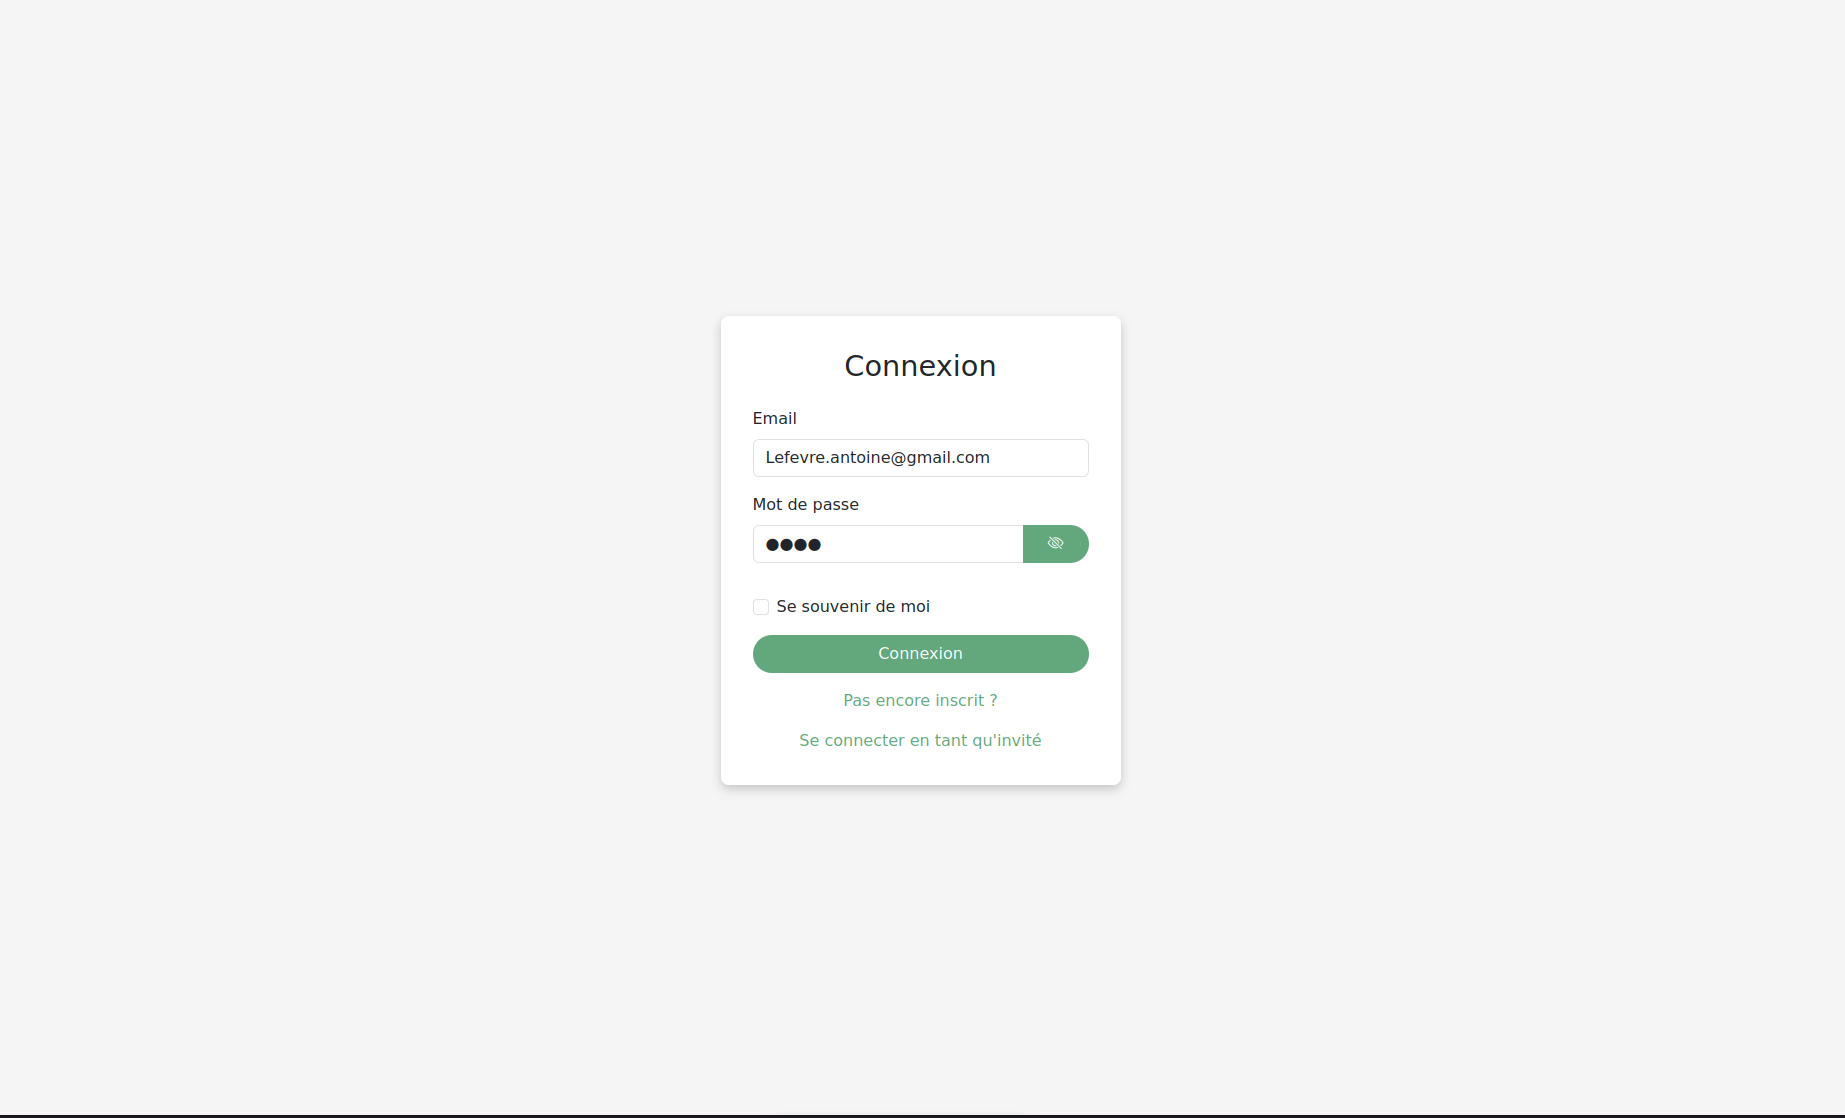 Connexion
Email
Lefevre.antoine@gmail.com
Mot de passe
●●●●
Se souvenir de moi
Connexion
Pas encore inscrit ?
Se connecter en tant qu'invité